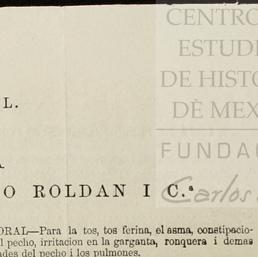 CENTRO
ESTUDI
DE HISTO
DÈ MEX
FUNDAC
Carlos
L.
A
O ROLDAN I C.ª
ORAL—Para la tos, tos ferina, el asma, constipacio-
l pecho, irritacion en la garganta, ronquera i demas
ades del pecho i los pulmones.